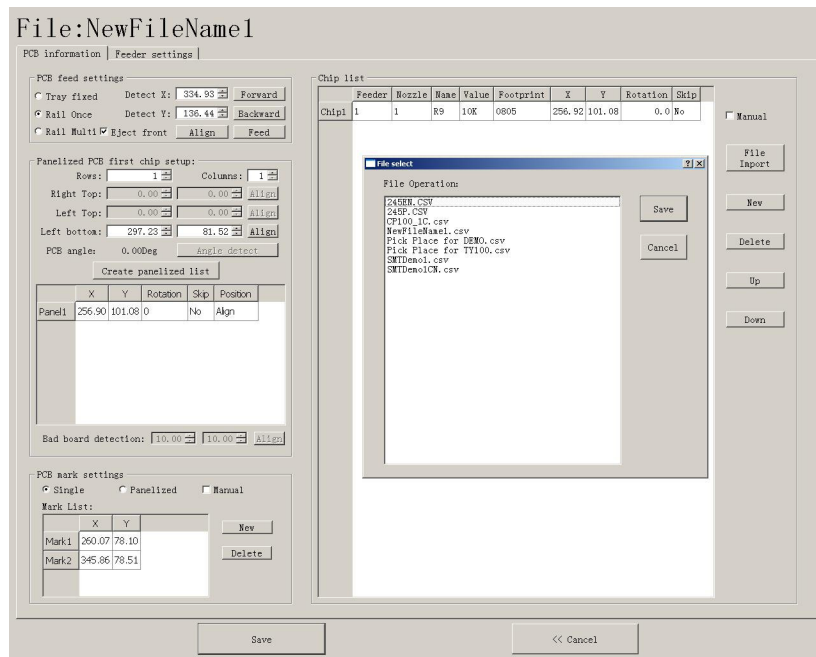 File:NewFileName1
PCB information
Feeder settings
PCB feed settings
Tray fixed
Detect X: 334.93 Forward
Rail Once
Detect Y: 136.44 Backward
Rail Multi Eject front Align Feed
Panelized PCB first chip setup:
Rows: 1 Columns: 1
Right Top: 0.00 0.00 Align
Left Top: 0.00 0.00 Align
Left bottom: 297.23 81.52 Align
PCB angle: 0.00Deg Angle detect
Create panelized list
X Y Rotation Skip Position
Panel1 256.90 101.08 0 No Align
Bad board detection: 10.00 10.00 Align
PCB mark settings
Single Panelized Manual
Mark List:
X Y
Mark1 260.07 78.10
Mark2 345.86 78.51
New
Delete
Chip list
Feeder Nozzle Name Value Footprint X Y Rotation Skip
Chip1 1 1 R9 10K 0805 256.92 101.08 0.0 No
File select
File Operation:
245EN.CSV
245P.CSV
CP100_1C.csv
NewFileName1.csv
Pick Place for DEMO.csv
Pick Place for TY100.csv
SMTDemo1.csv
SMTDemo1CN.csv
Save
Cancel
Manual
File
Import
New
Delete
Up
Down
Save
<< Cancel